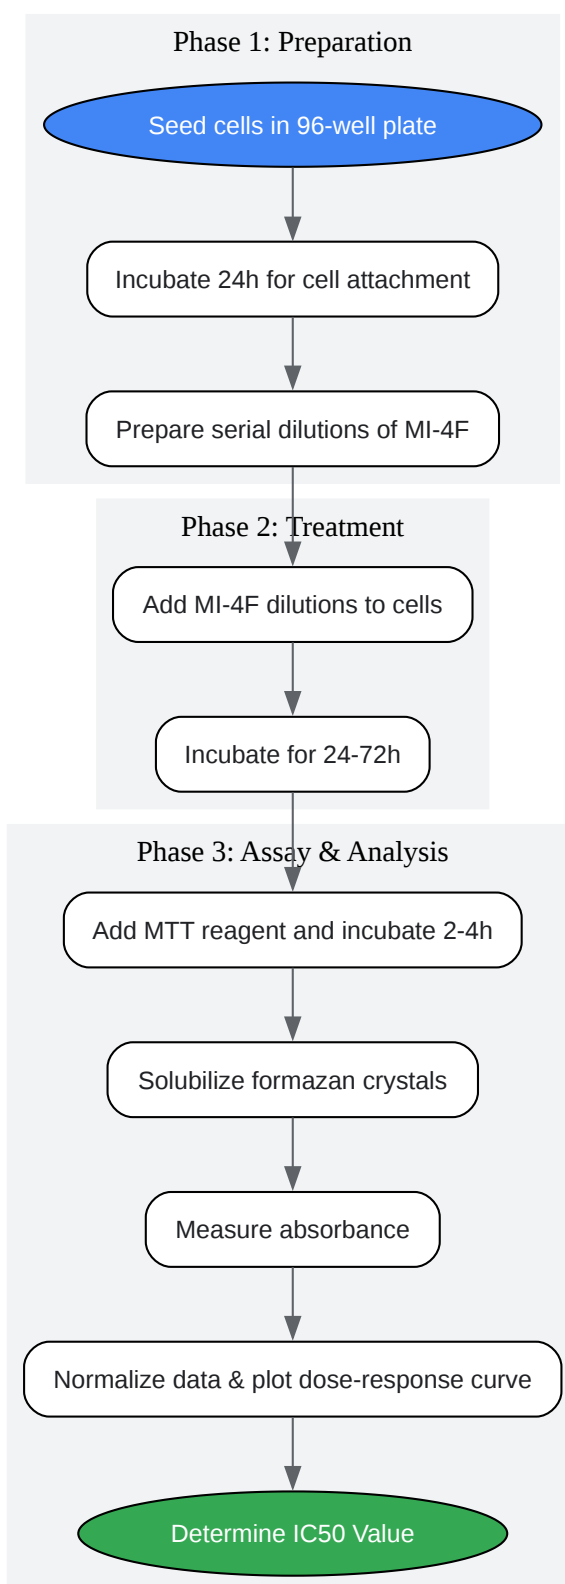 Phase 1: Preparation
Seed cells in 96-well plate
Incubate 24h for cell attachment
Prepare serial dilutions of MI-4F
Phase 2: Treatment
Add MI-4F dilutions to cells
Incubate for 24-72h
Phase 3: Assay & Analysis
Add MTT reagent and incubate 2-4h
Solubilize formazan crystals
Measure absorbance
Normalize data & plot dose-response curve
Determine IC50 Value